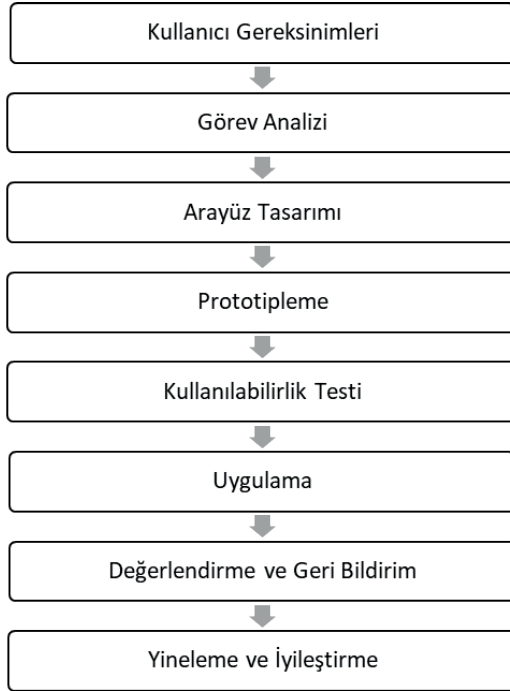 Kullanıcı Gereksinimleri
Görev Analizi
Arayüz Tasarımı
Prototipleme
Kullanılabilirlik Testi
Uygulama
Değerlendirme ve Geri Bildirim
Yineleme ve İyileştirme